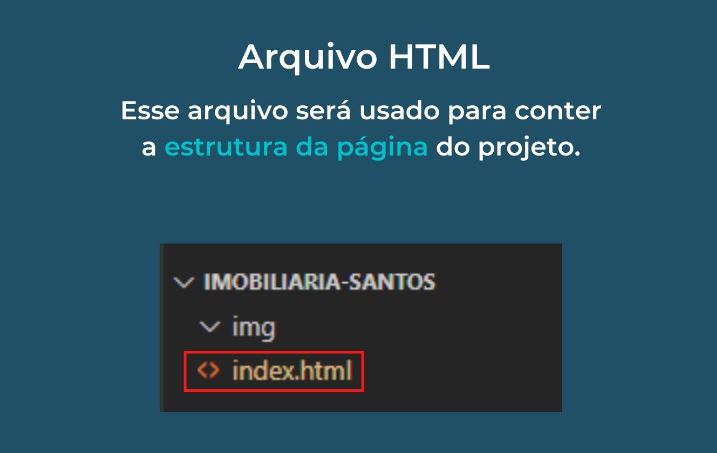 Arquivo HTML
Esse arquivo será usado para conter
a estrutura da página do projeto.
IMOBILIARIA-SANTOS
img
<> index.html